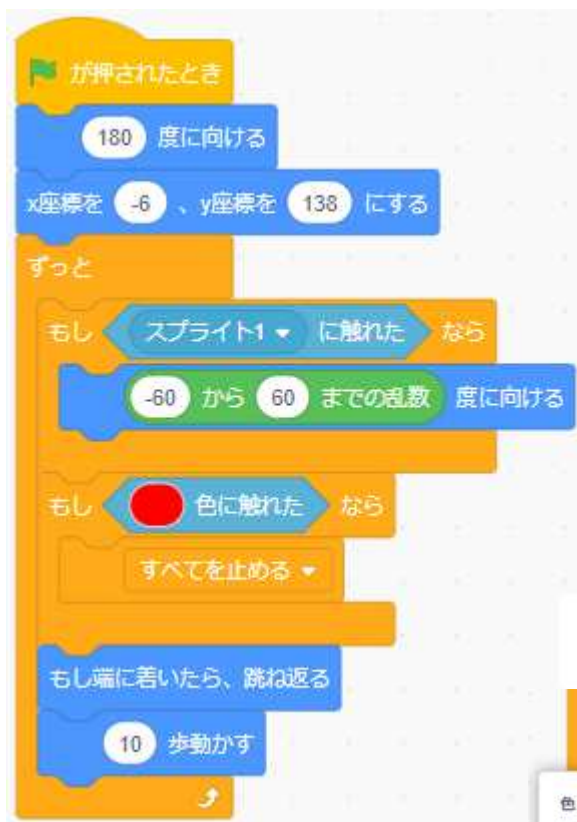 が押されたとき
180 度に向ける
x座標を -6 、y座標を 138 にする
ずっと
もし スプライト1 に触れた なら
-60 から 60 までの乱数 度に向ける
もし 色に触れた なら
すべてを止める
もし端に着いたら、跳ね返る
10 歩動かす
色